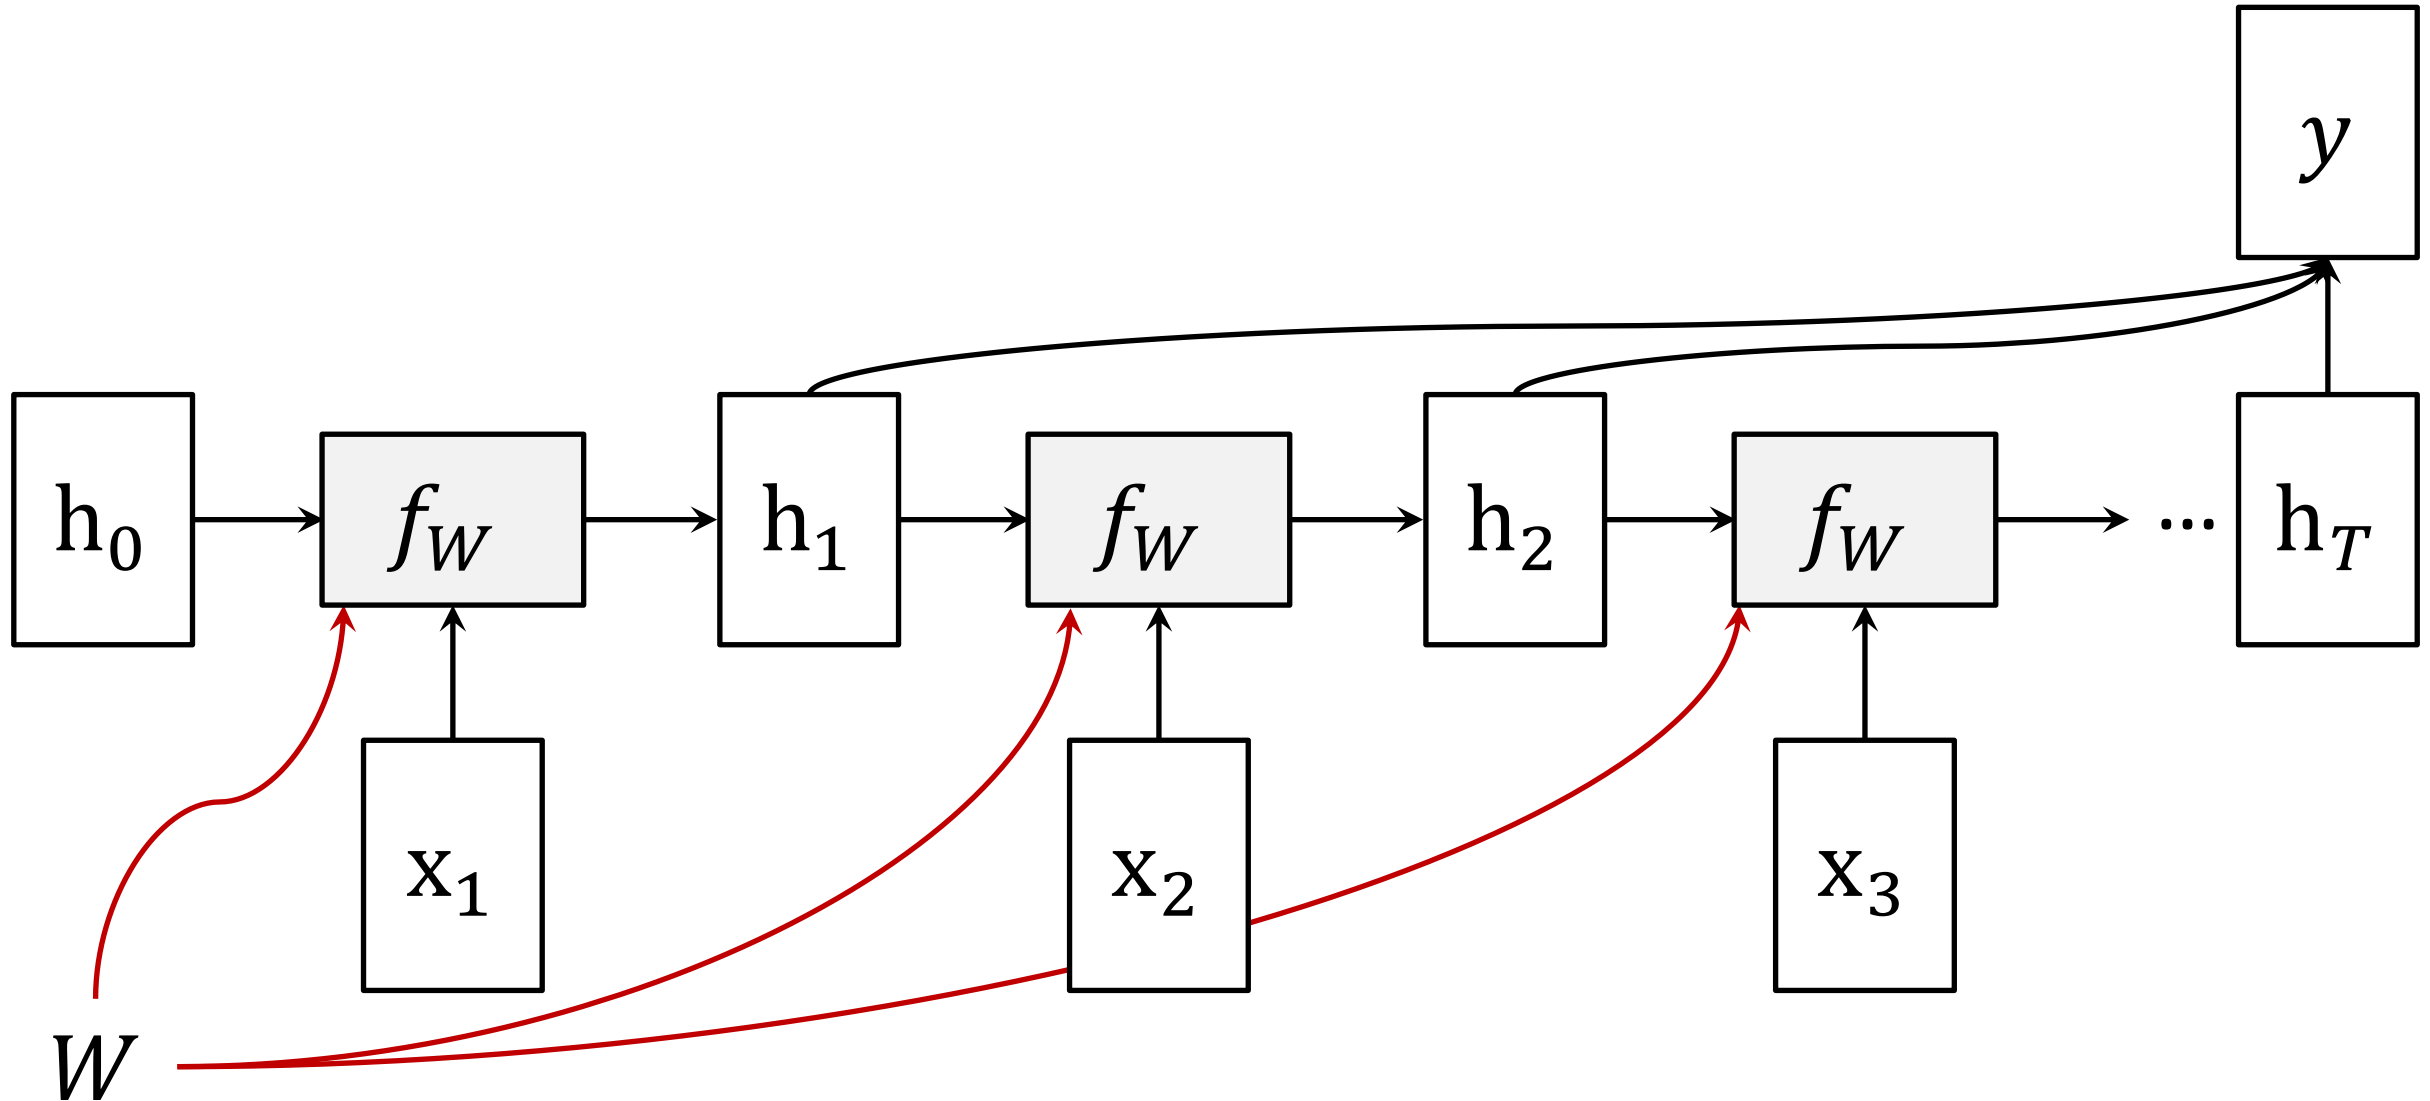 y
h₀ f_W h₁ f_W h₂ f_W … h_T
x₁ x₂ x₃
W